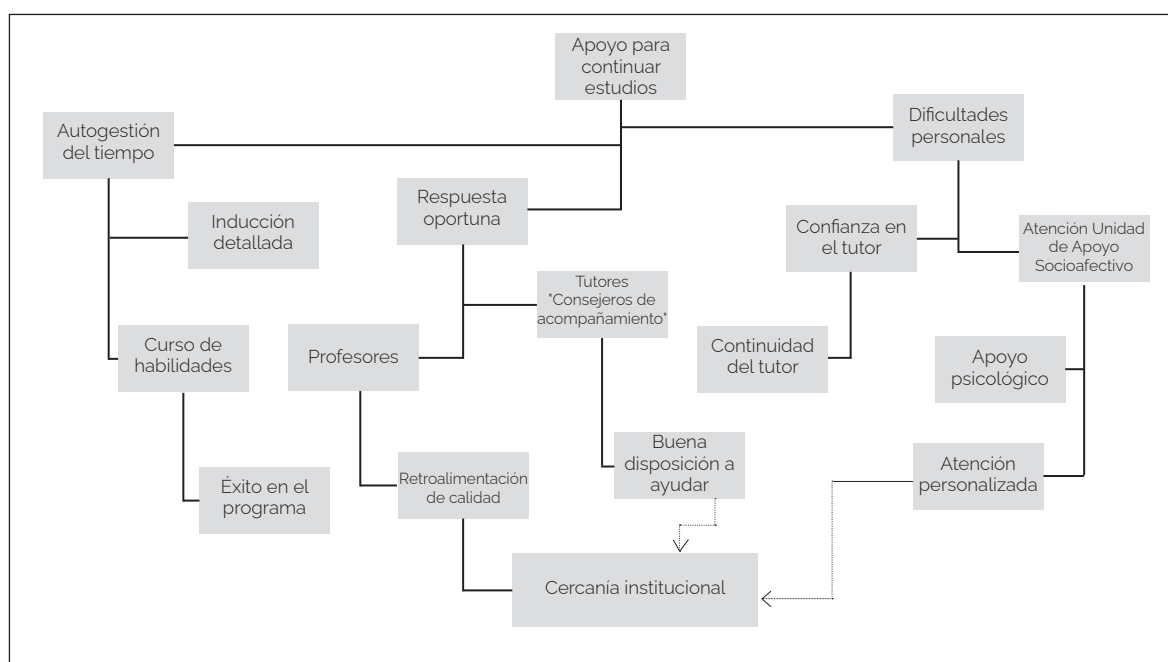 Apoyo para
continuar
estudios
Autogestión
del tiempo
Dificultades
personales
Respuesta
oportuna
Inducción
detallada
Confianza en
el tutor
Atención Unidad
de Apoyo
Socioafectivo
Tutores
"Consejeros de
acompañamiento"
Curso de
habilidades
Profesores
Continuidad
del tutor
Apoyo
psicológico
Buena
disposición a
ayudar
Retroalimentación
de calidad
Atención
personalizada
Éxito en el
programa
Cercanía institucional